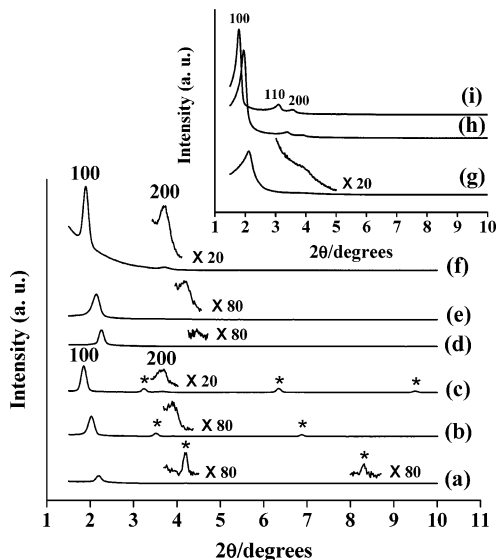 100
110
200
(i)
(h)
X 20
(g)
Intensity (a. u.)
1 2 3 4 5 6 7 8 9 10
2θ/degrees
100
200
X 20
(f)
X 80
(e)
X 80
(d)
100
200
* X 20 * *
(c)
* X 80 *
(b)
* X 80 * X 80
(a)
Intensity (a. u.)
1 2 3 4 5 6 7 8 9 10 11
2θ/degrees